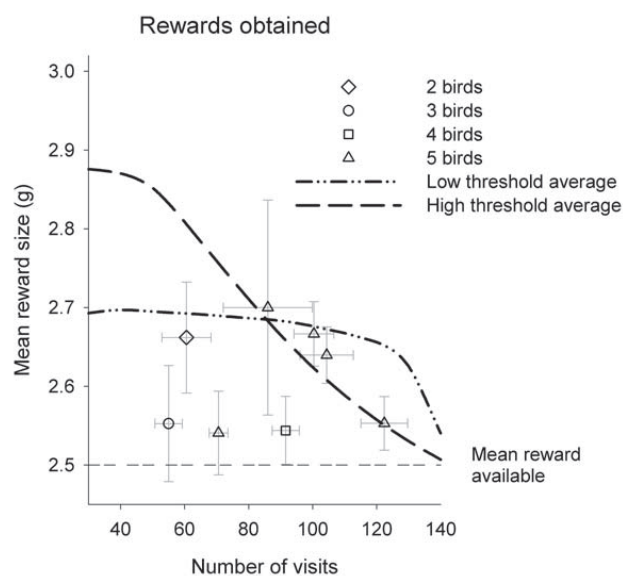 Rewards obtained
3.0
2.9
2.8
2.7
2.6
2.5
Mean reward size (g)
2 birds
3 birds
4 birds
5 birds
Low threshold average
High threshold average
Mean reward
available
40
60
80
100
120
140
Number of visits